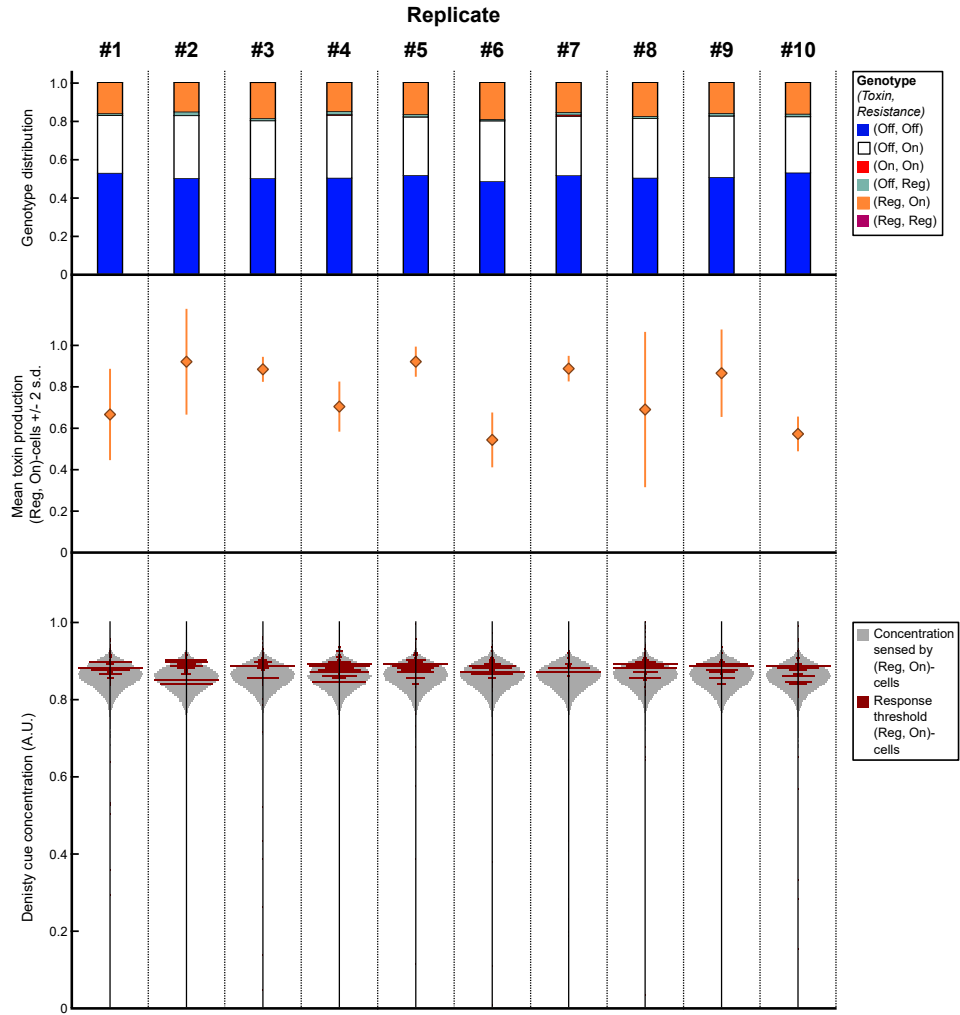 Replicate
#1 #2 #3 #4 #5 #6 #7 #8 #9 #10
Genotype distribution
1.0
0.8
0.6
0.4
0.2
0
Genotype
(Toxin,
Resistance)
(Off, Off)
(Off, On)
(On, On)
(Off, Reg)
(Reg, On)
(Reg, Reg)
Mean toxin production
(Reg, On)-cells +/- 2 s.d.
1.0
0.8
0.6
0.4
0.2
0
Denisty cue concentration (A.U.)
1.0
0.8
0.6
0.4
0.2
0
Concentration
sensed by
(Reg, On)-
cells
Response
threshold
(Reg, On)-
cells